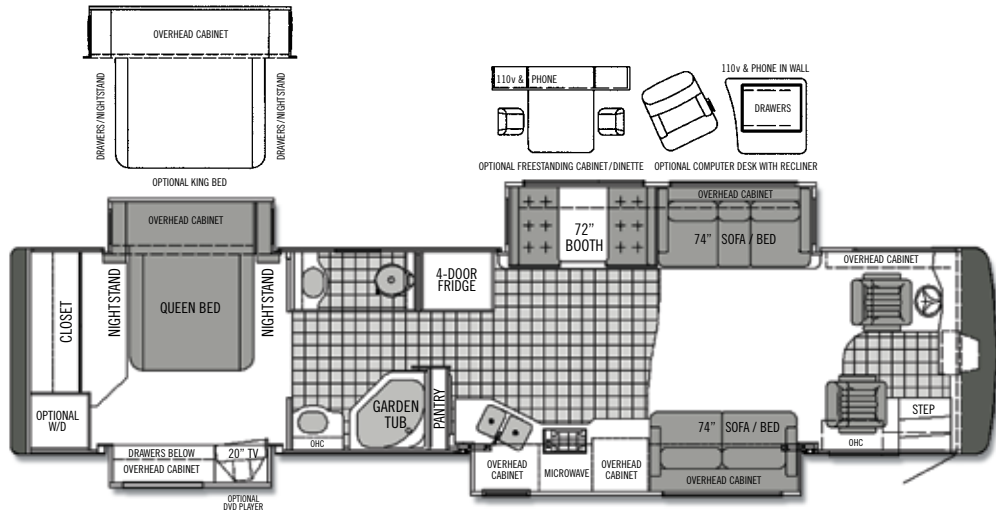 OVERHEAD CABINET
DRAWERS/NIGHTSTAND
DRAWERS/NIGHTSTAND
OPTIONAL KING BED
110v & PHONE
OPTIONAL FREESTANDING CABINET/DINETTE
110v & PHONE IN WALL
DRAWERS
OPTIONAL COMPUTER DESK WITH RECLINER
OVERHEAD CABINET
CLOSET
NIGHTSTAND
QUEEN BED
NIGHTSTAND
4-DOOR
FRIDGE
72"
BOOTH
OVERHEAD CABINET
74" SOFA / BED
OVERHEAD CABINET
OPTIONAL
W/D
DRAWERS BELOW
OVERHEAD CABINET
20" TV
OPTIONAL
DVD PLAYER
OHC
GARDEN
TUB
PANTRY
OVERHEAD
CABINET
MICROWAVE
OVERHEAD
CABINET
74" SOFA / BED
OVERHEAD CABINET
OHC
STEP